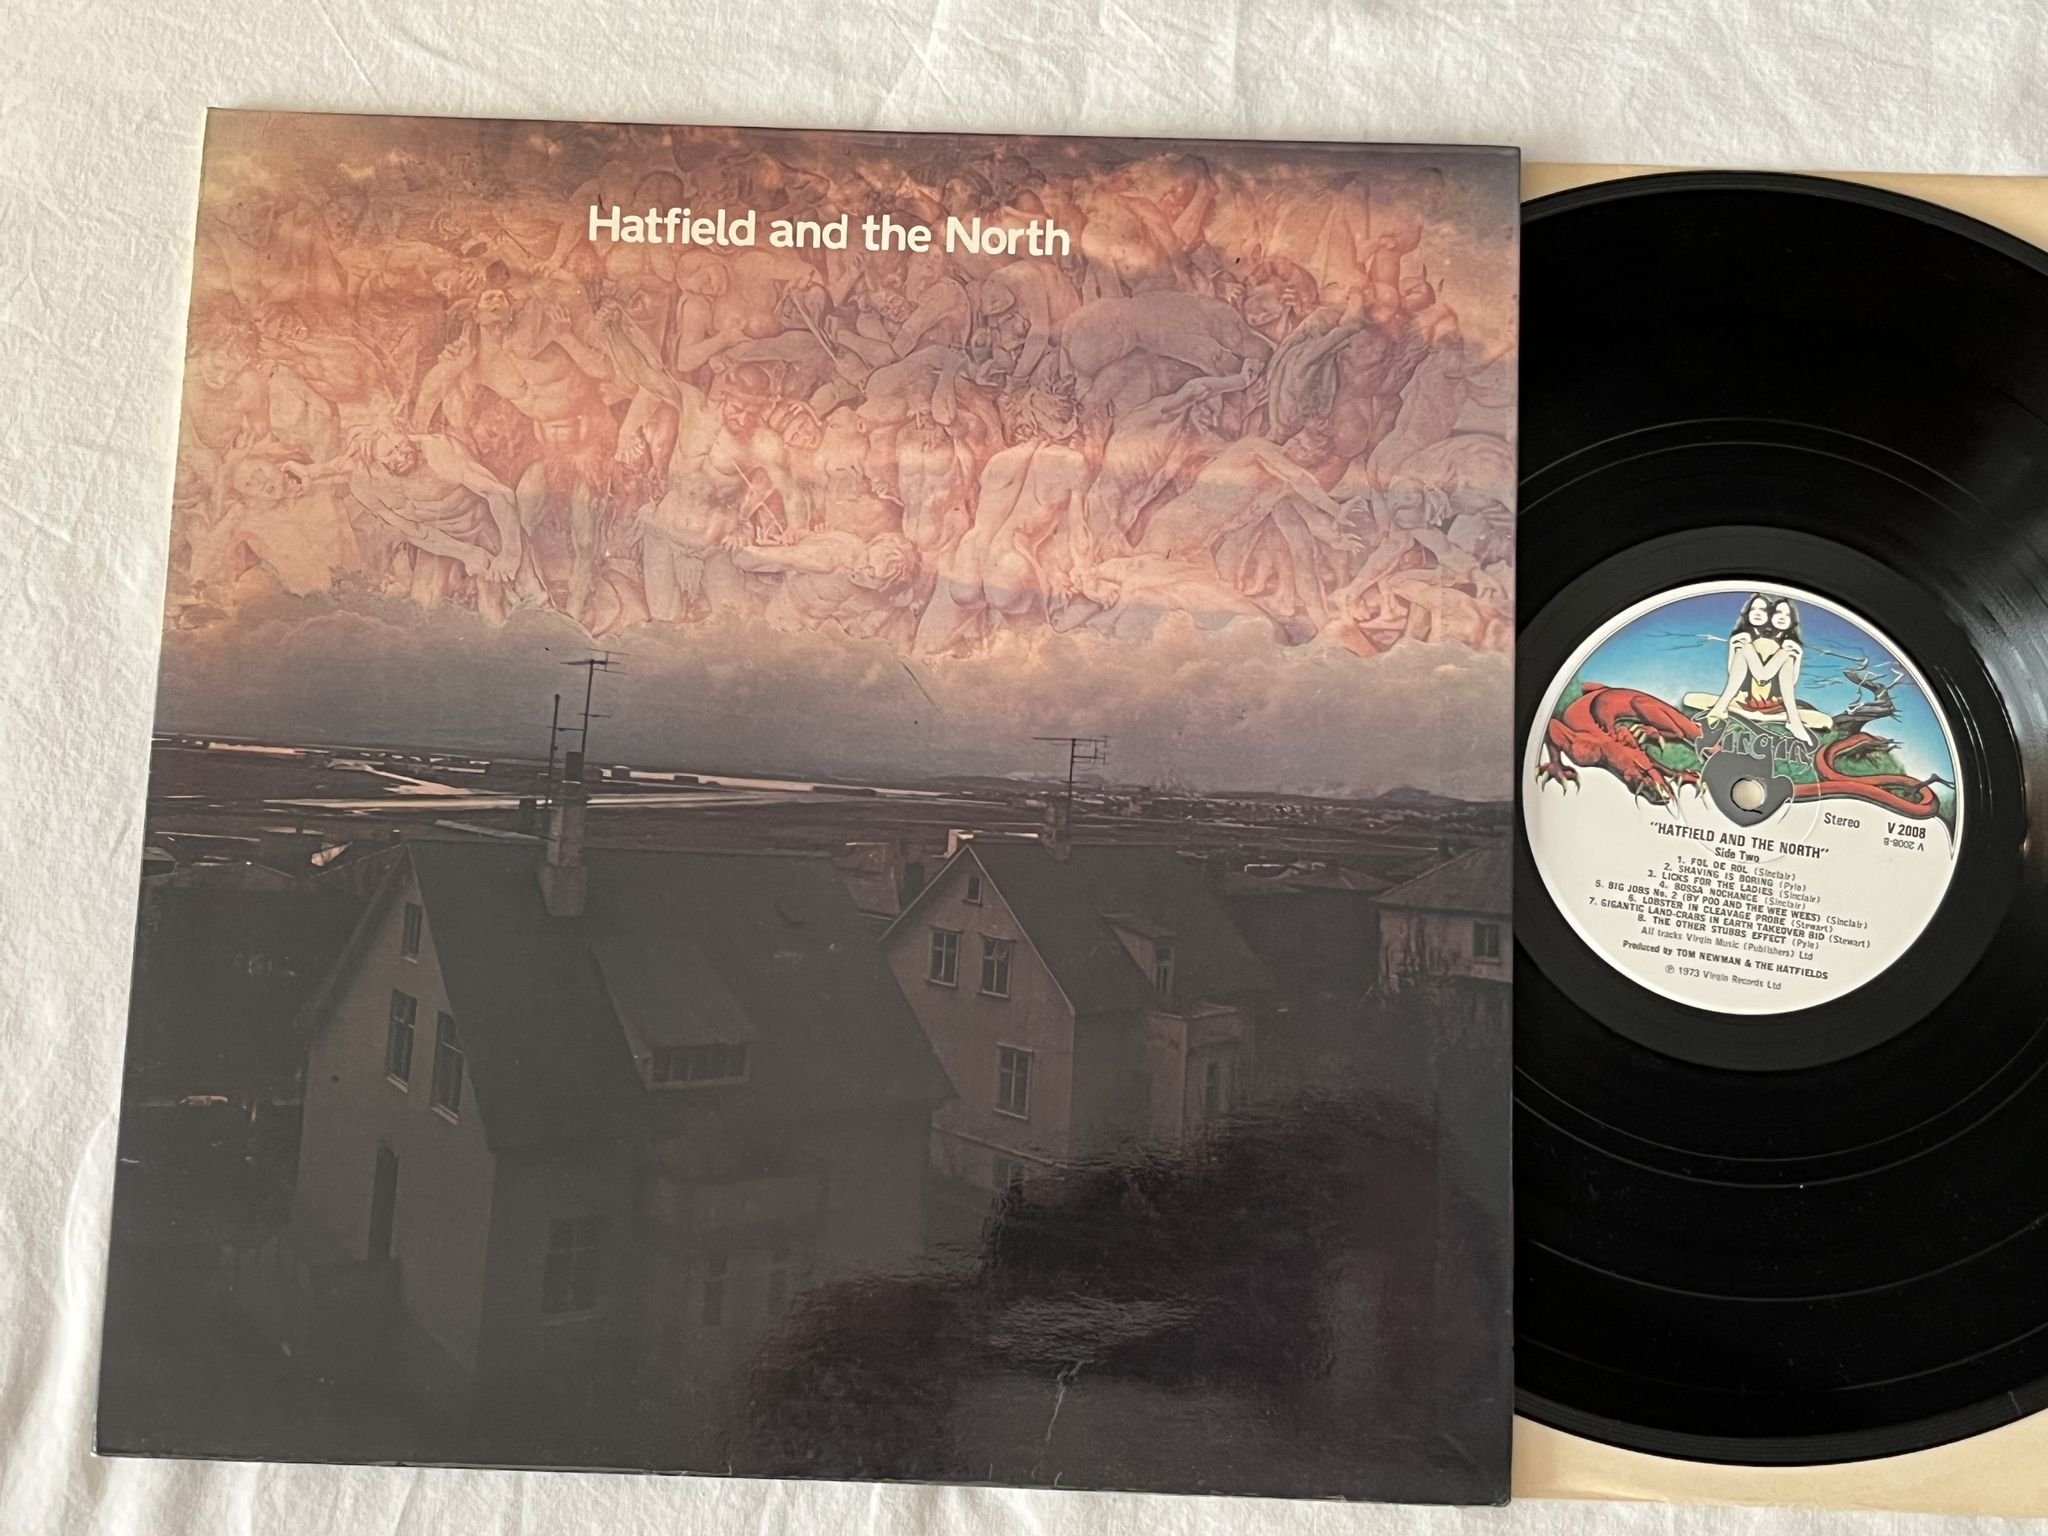 Hatfield and the North
Virgin
Stereo V 2008
V 2008-B
"HATFIELD AND THE NORTH"
Side Two
1. FOL DE ROL (Sinclair)
2. SHAVING IS BORING (Pyle)
3. LICKS FOR THE LADIES (Sinclair)
4. BOSSA NOCHANCE (Sinclair)
5. BIG JOBS No. 2 (BY POO AND THE WEE WEES) (Sinclair)
6. LOBSTER IN CLEAVAGE PROBE (Stewart)
7. GIGANTIC LAND-CRABS IN EARTH TAKEOVER BID (Stewart)
8. THE OTHER STUBBS EFFECT (Pyle)
All tracks Virgin Music (Publishers) Ltd
Produced by TOM NEWMAN & THE HATFIELDS
℗ 1973 Virgin Records Ltd